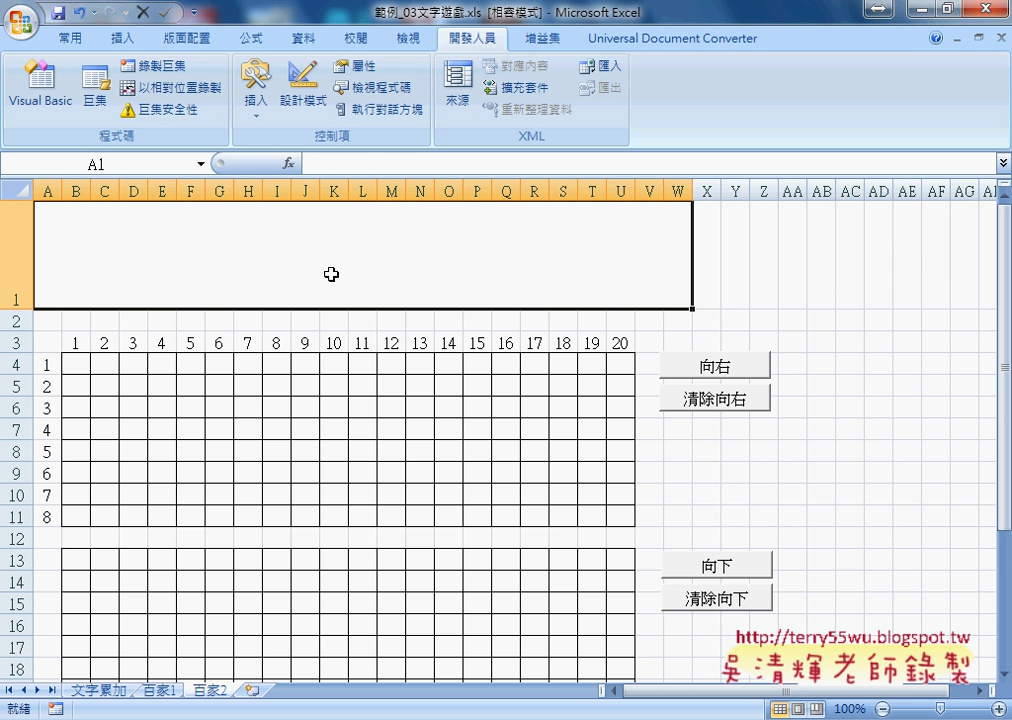 範例_03文字遊戲.xls [相容模式] - Microsoft Excel
常用 插入 版面配置 公式 資料 校閱 檢視 開發人員 增益集 Universal Document Converter
Visual Basic 巨集 錄製巨集 以相對位置錄製 巨集安全性 插入 設計模式 屬性 檢視程式碼 執行對話方塊 來源 對應內容 擴充套件 重新整理資料 匯入 匯出
程式碼 控制項 XML
A1 fx
A B C D E F G H I J K L M N O P Q R S T U V W X Y Z AA AB AC AD AE AF AG
1
2
3 1 2 3 4 5 6 7 8 9 10 11 12 13 14 15 16 17 18 19 20
4 1 向右
5 2
6 3 清除向右
7 4
8 5
9 6
10 7
11 8
12
13 向下
14
15 清除向下
16
17 http://terry55wu.blogspot.tw
18 吳清輝老師錄製
文字累加 百家1 百家2
就緒 100%